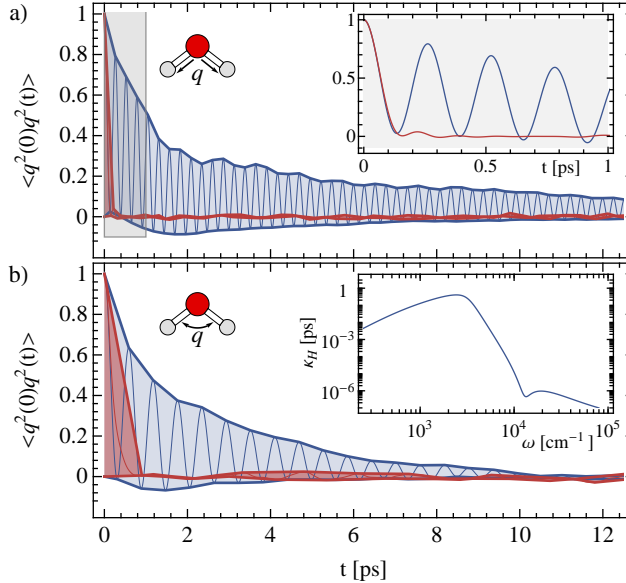 a)
<q²(0)q²(t)>
1
0.8
0.6
0.4
0.2
0
q
1
0.5
0
0
0.5
1
t [ps]
b)
<q²(0)q²(t)>
1
0.8
0.6
0.4
0.2
0
q
κ_H [ps]
1
10⁻³
10⁻⁶
10³
10⁴
10⁵
ω [cm⁻¹]
0 2 4 6 8 10 12
t [ps]